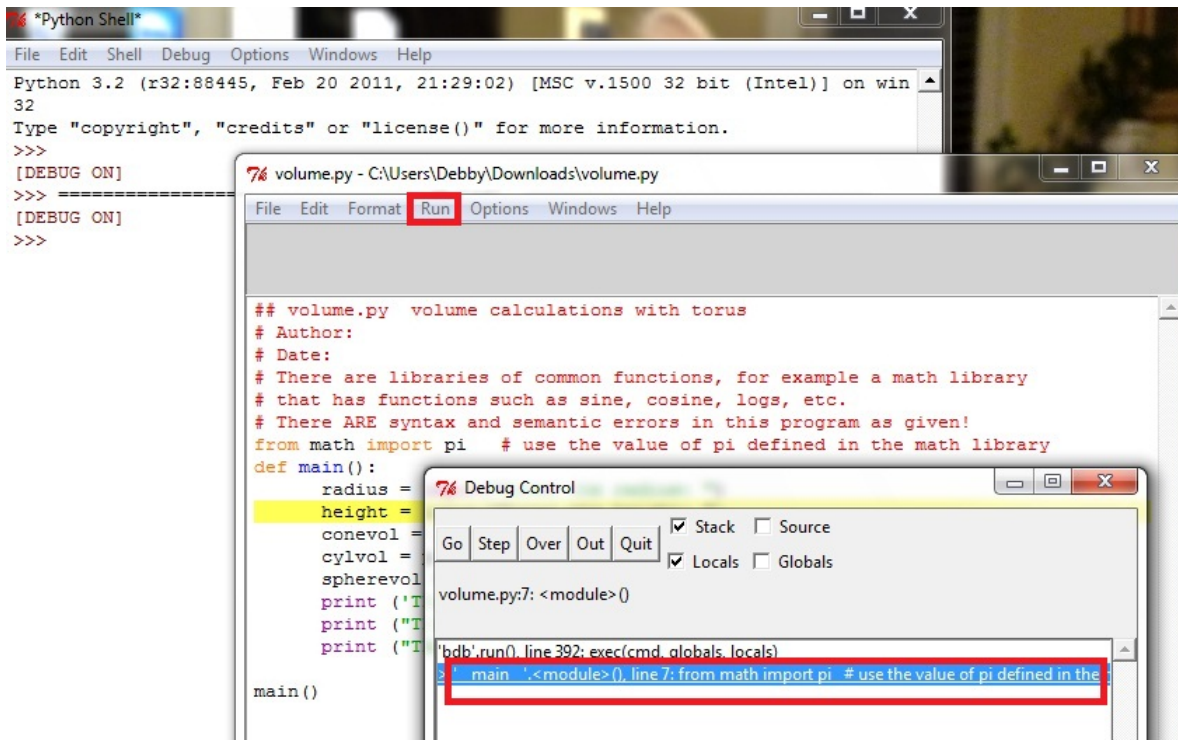 *Python Shell*
File Edit Shell Debug Options Windows Help
Python 3.2 (r32:88445, Feb 20 2011, 21:29:02) [MSC v.1500 32 bit (Intel)] on win
32
Type "copyright", "credits" or "license()" for more information.
>>>
[DEBUG ON]
>>> ================
[DEBUG ON]
>>>
volume.py - C:\Users\Debby\Downloads\volume.py
File Edit Format Run Options Windows Help
## volume.py  volume calculations with torus
# Author:
# Date:
# There are libraries of common functions, for example a math library
# that has functions such as sine, cosine, logs, etc.
# There ARE syntax and semantic errors in this program as given!
from math import pi   # use the value of pi defined in the math library
def main():
radius =
height =
conevol =
cylvol =
spherevol
print ('T
print ("T
print ("T
main()
Debug Control
Go Step Over Out Quit
Stack Source
Locals Globals
volume.py:7: <module>()
'bdb'.run(), line 392: exec(cmd, globals, locals)
> '__main__'.<module>(), line 7: from math import pi   # use the value of pi defined in the